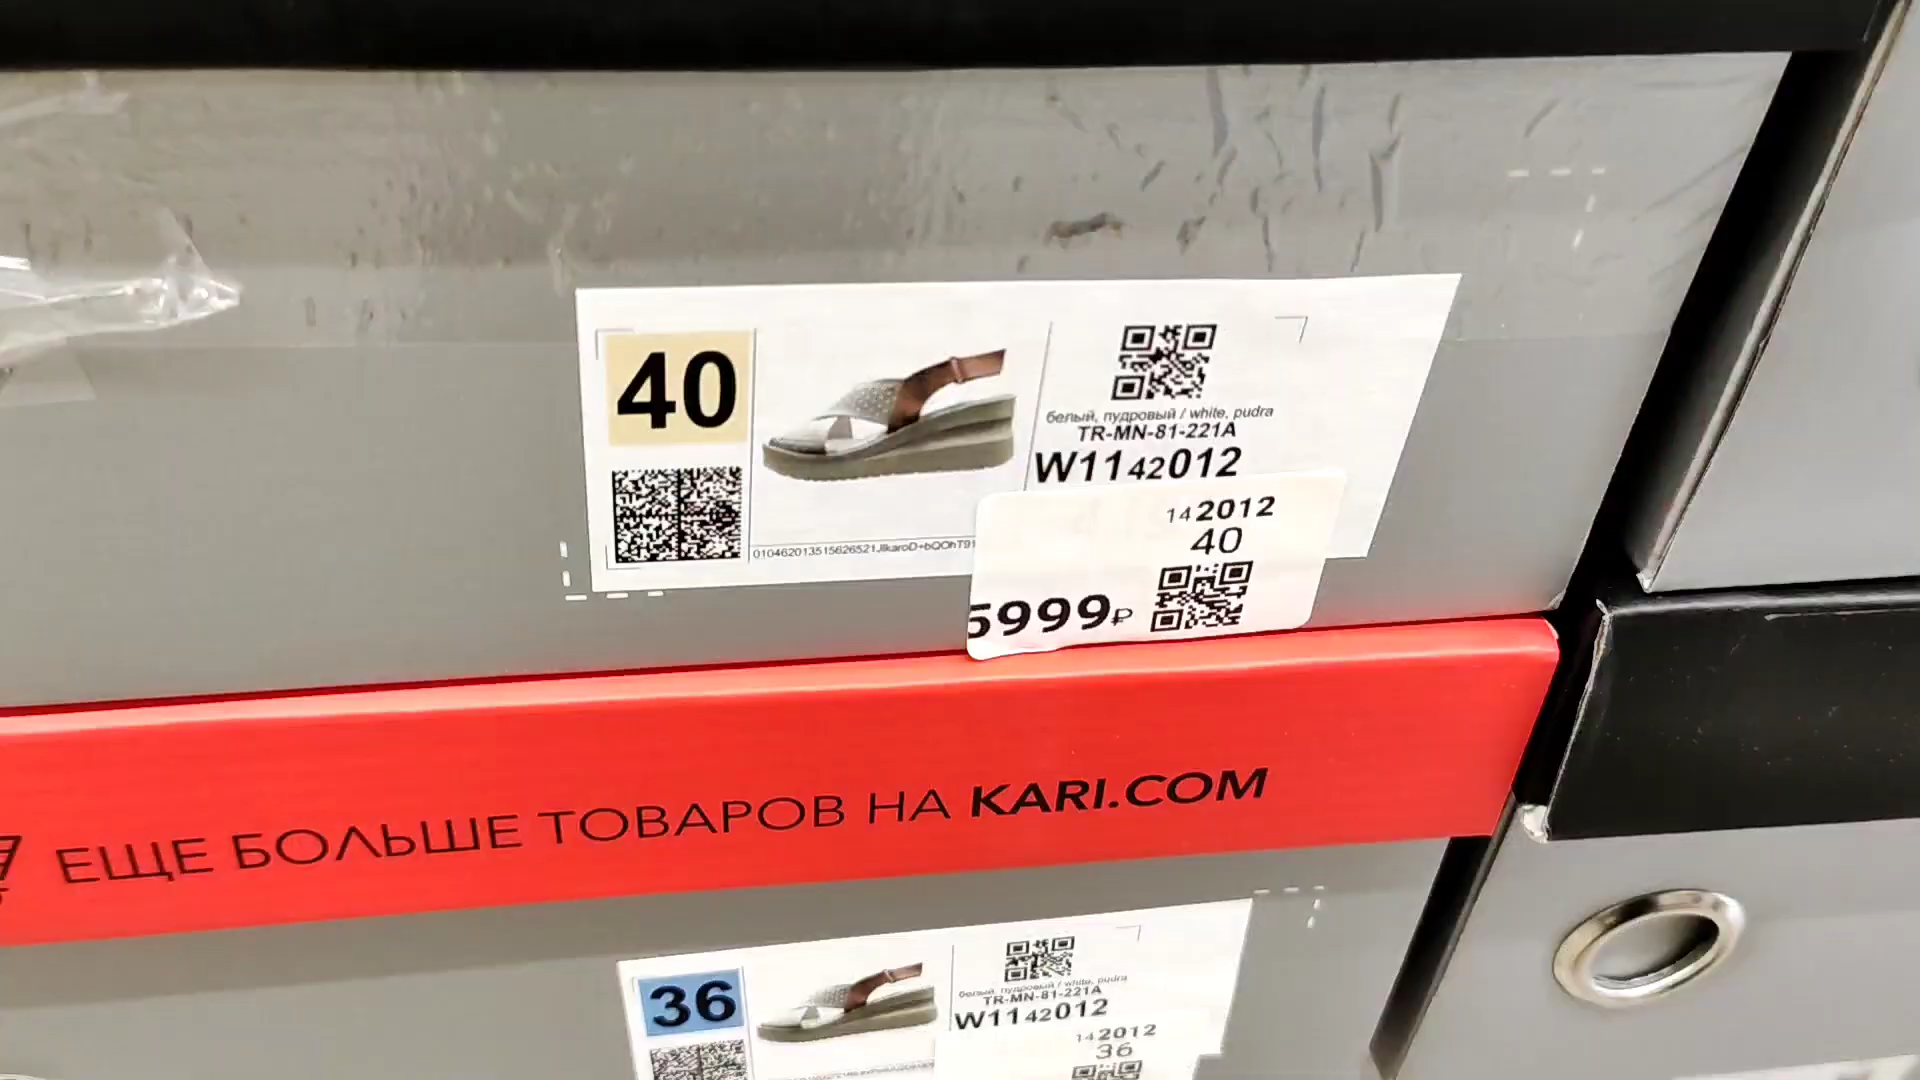 40
белый, пудровый / white, pudra
TR-MN-81-221A
W1142012
142012
40
5999₽
ЕЩЕ БОЛЬШЕ ТОВАРОВ НА KARI.COM
36
белый, пудровый / white, pudra
TR-MN-81-221A
W1142012
142012
36